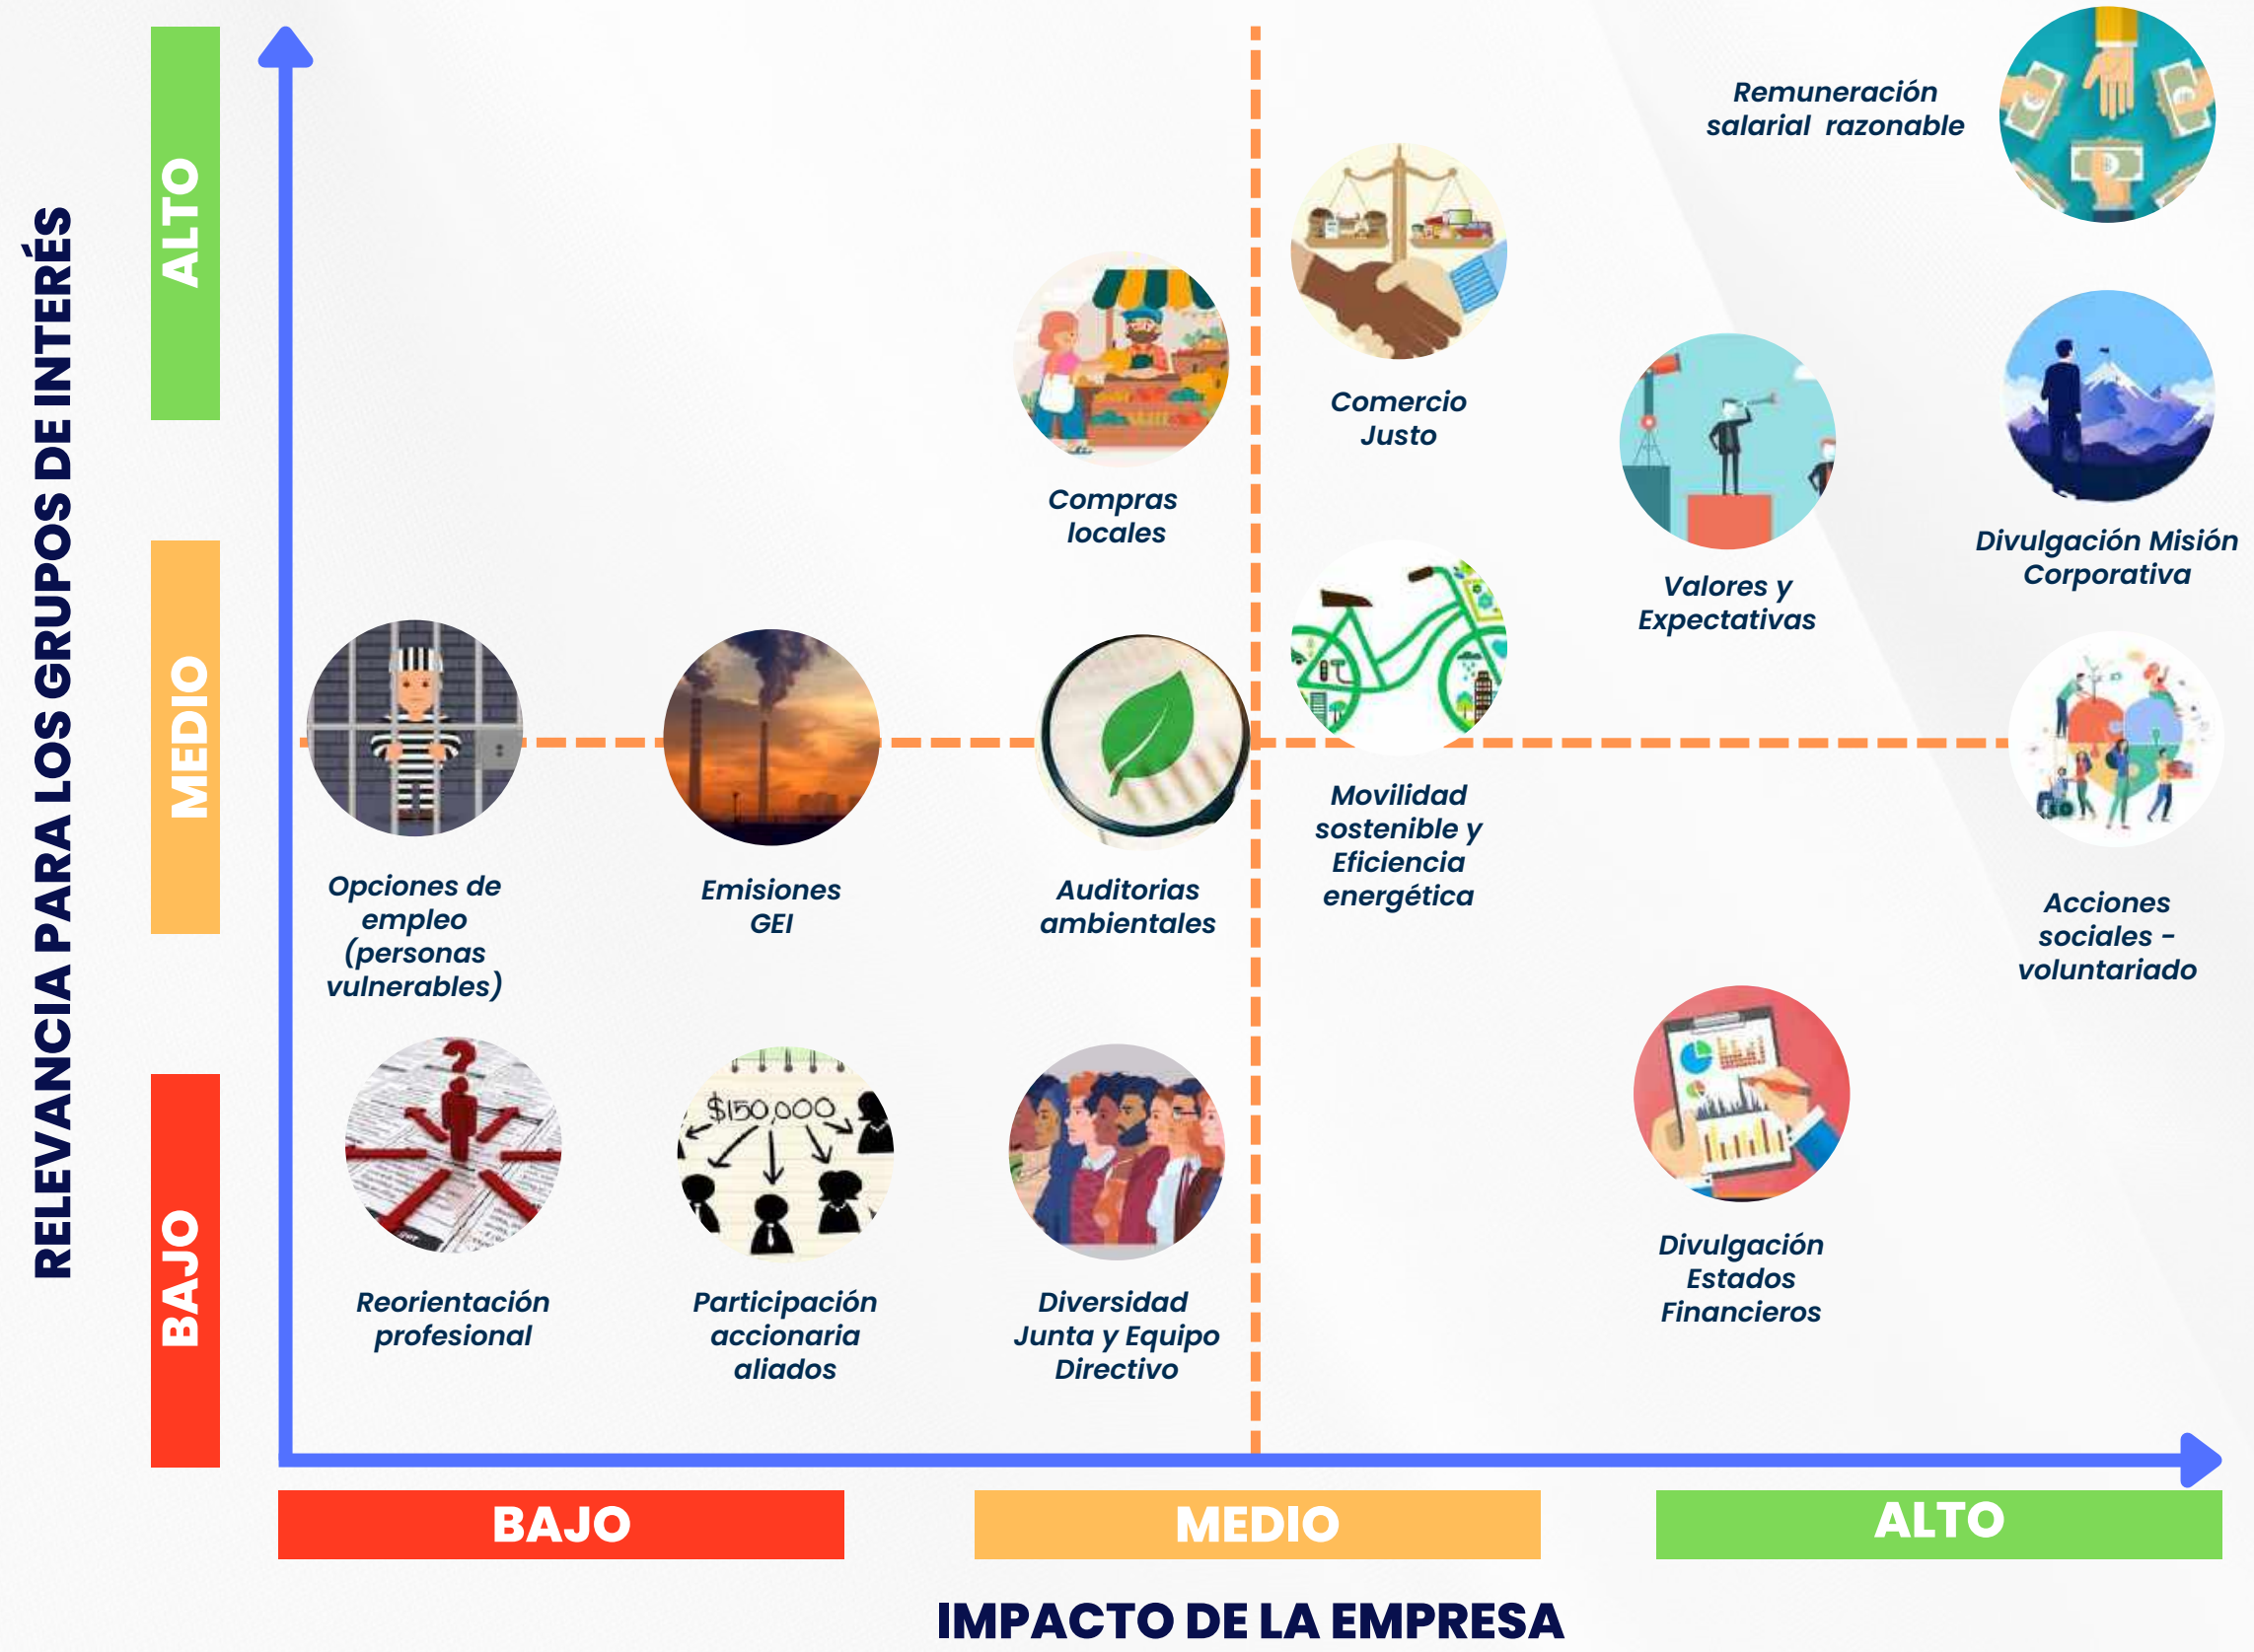 RELEVANCIA PARA LOS GRUPOS DE INTERÉS
ALTO
MEDIO
BAJO
Remuneración
salarial razonable
Comercio
Justo
Compras
locales
Valores y
Expectativas
Divulgación Misión
Corporativa
Opciones de
empleo
(personas
vulnerables)
Emisiones
GEI
Auditorias
ambientales
Movilidad
sostenible y
Eficiencia
energética
Acciones
sociales -
voluntariado
Reorientación
profesional
$150,000
Participación
accionaria
aliados
Diversidad
Junta y Equipo
Directivo
Divulgación
Estados
Financieros
BAJO
MEDIO
ALTO
IMPACTO DE LA EMPRESA